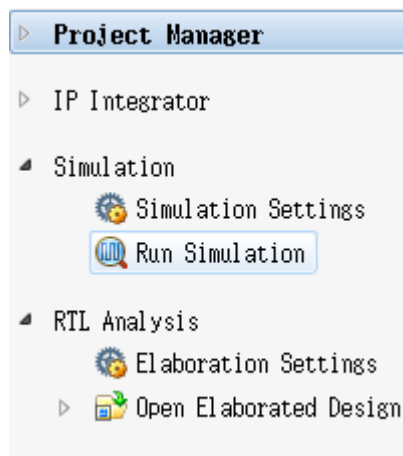 Project Manager
IP Integrator
Simulation
Simulation Settings
Run Simulation
RTL Analysis
Elaboration Settings
Open Elaborated Design